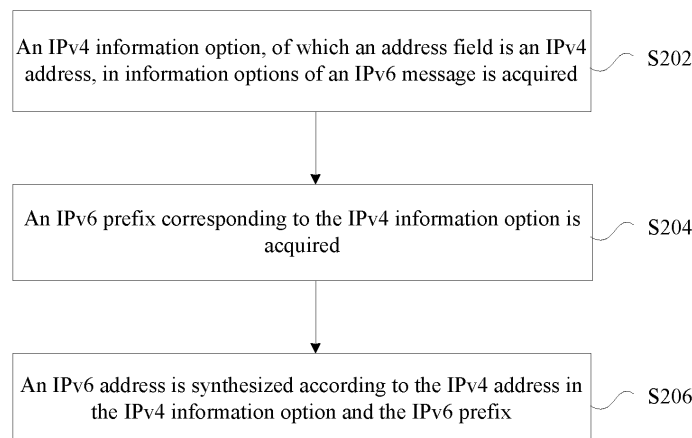 An IPv4 information option, of which an address field is an IPv4
address, in information options of an IPv6 message is acquired
S202
An IPv6 prefix corresponding to the IPv4 information option is
acquired
S204
An IPv6 address is synthesized according to the IPv4 address in
the IPv4 information option and the IPv6 prefix
S206